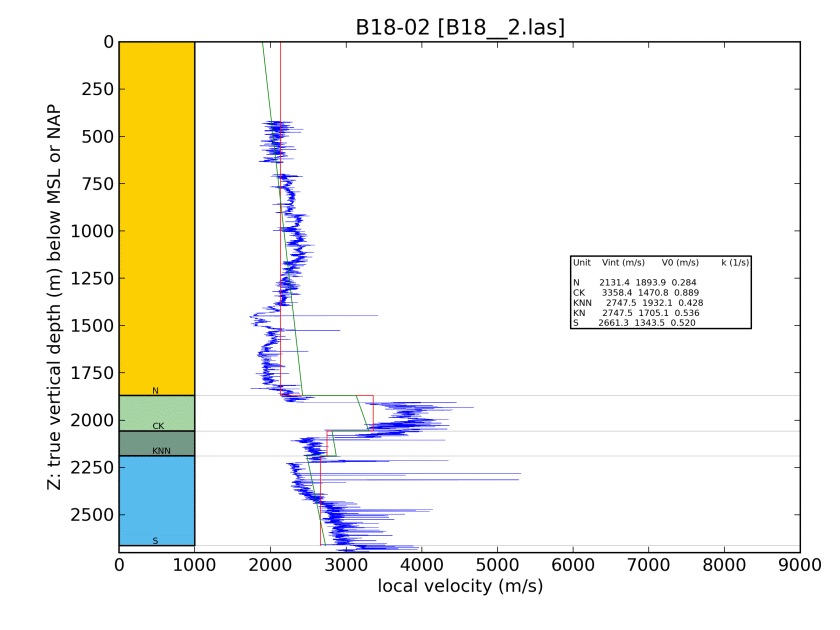 B18-02 [B18__2.las]
0
250
500
750
1000
1250
1500
1750
2000
2250
2500
Z: true vertical depth (m) below MSL or NAP
N
CK
KNN
S
Unit Vint (m/s) V0 (m/s) k (1/s)
N 2131.4 1893.9 0.284
CK 3358.4 1470.8 0.889
KNN 2747.5 1932.1 0.428
KN 2747.5 1705.1 0.536
S 2661.3 1343.5 0.520
0 1000 2000 3000 4000 5000 6000 7000 8000 9000
local velocity (m/s)